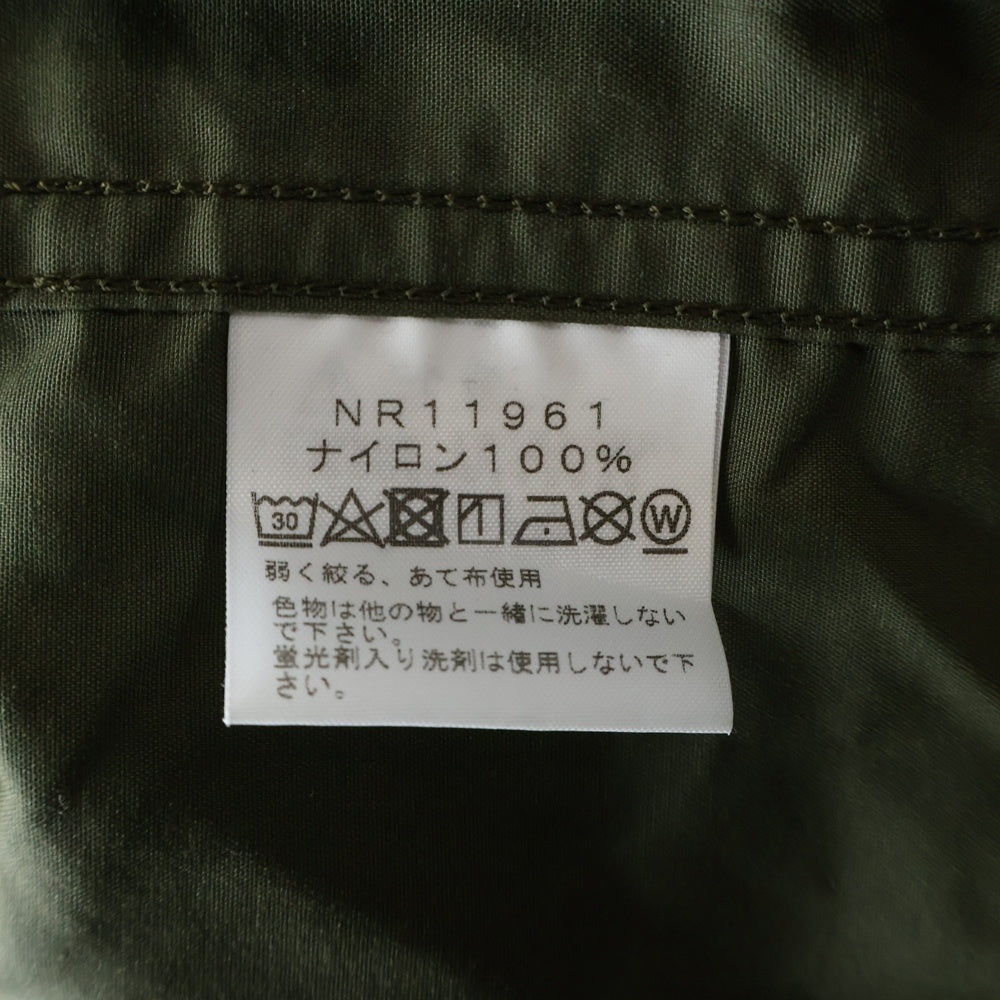 NR11961
ナイロン100%
30 W
弱く絞る、あて布使用
色物は他の物と一緒に洗濯しない
で下さい。
蛍光剤入り洗剤は使用しないで下
さい。